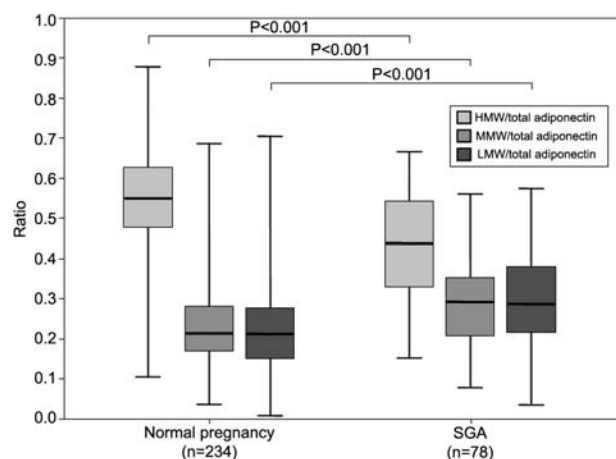 P<0.001
P<0.001
P<0.001
1.0
0.9
0.8
0.7
0.6
0.5
0.4
0.3
0.2
0.1
0.0
Ratio
HMW/total adiponectin
MMW/total adiponectin
LMW/total adiponectin
Normal pregnancy
(n=234)
SGA
(n=78)